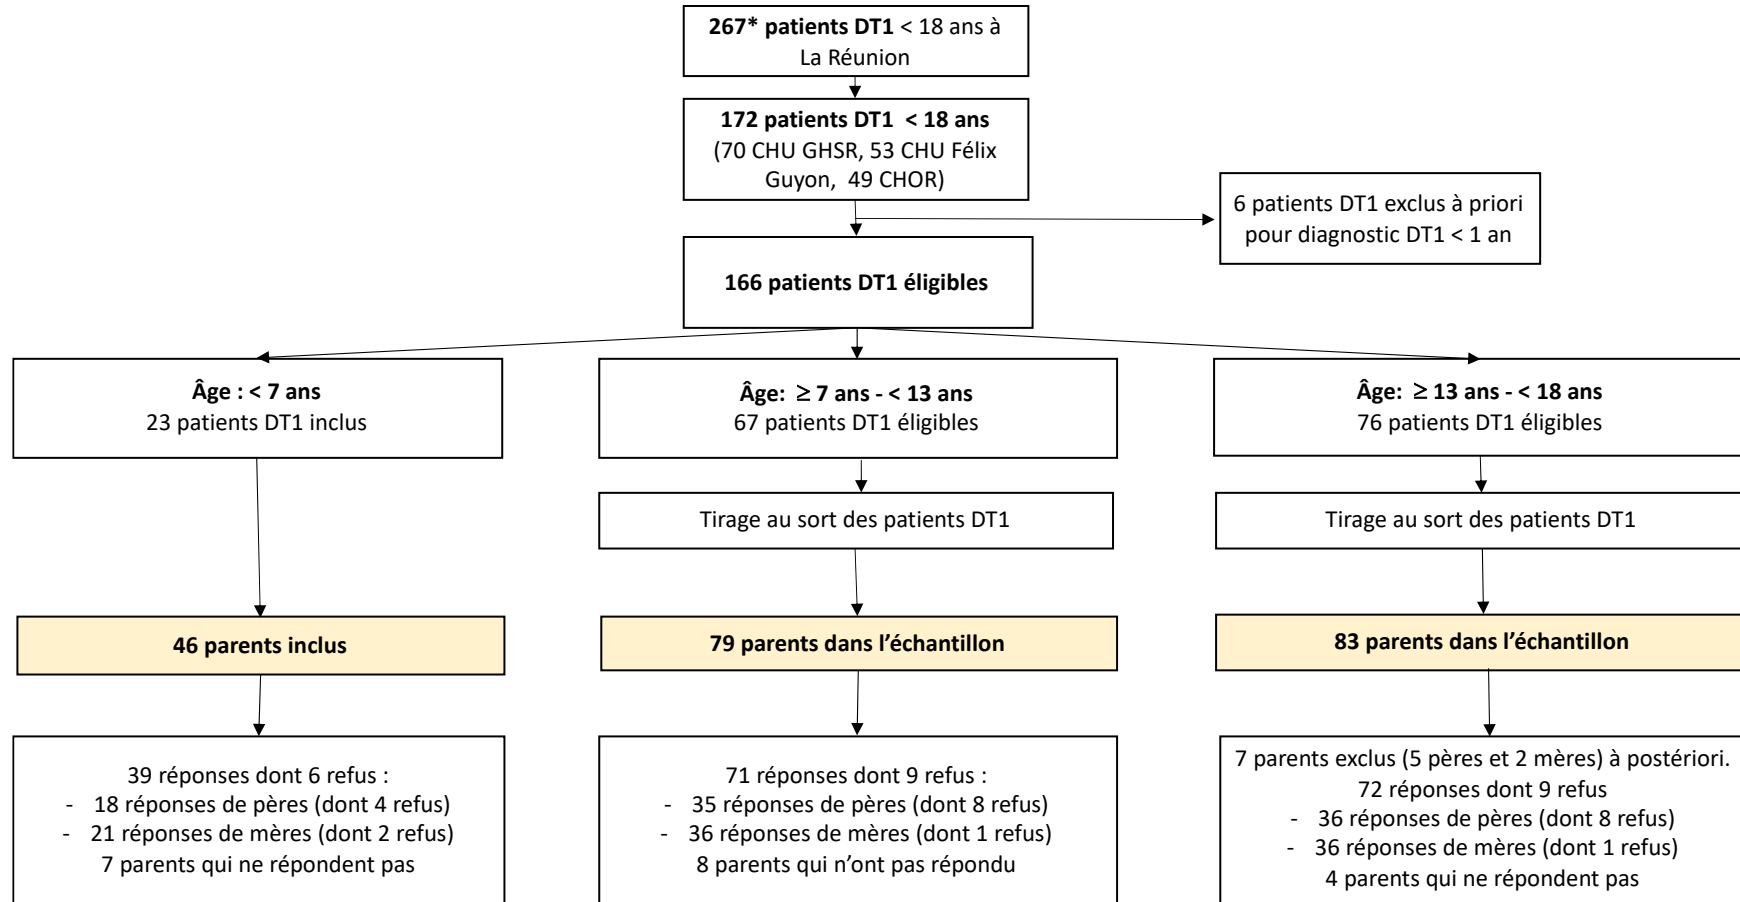 267* patients DT1 < 18 ans à
La Réunion
172 patients DT1 < 18 ans
(70 CHU GHSR, 53 CHU Félix
Guyon, 49 CHOR)
6 patients DT1 exclus à priori
pour diagnostic DT1 < 1 an
166 patients DT1 éligibles
Âge : < 7 ans
23 patients DT1 inclus
Âge: ≥ 7 ans - < 13 ans
67 patients DT1 éligibles
Âge: ≥ 13 ans - < 18 ans
76 patients DT1 éligibles
Tirage au sort des patients DT1
Tirage au sort des patients DT1
46 parents inclus
79 parents dans l’échantillon
83 parents dans l’échantillon
39 réponses dont 6 refus :
- 18 réponses de pères (dont 4 refus)
- 21 réponses de mères (dont 2 refus)
7 parents qui ne répondent pas
71 réponses dont 9 refus :
- 35 réponses de pères (dont 8 refus)
- 36 réponses de mères (dont 1 refus)
8 parents qui n’ont pas répondu
7 parents exclus (5 pères et 2 mères) à postériori.
72 réponses dont 9 refus
- 36 réponses de pères (dont 8 refus)
- 36 réponses de mères (dont 1 refus)
4 parents qui ne répondent pas